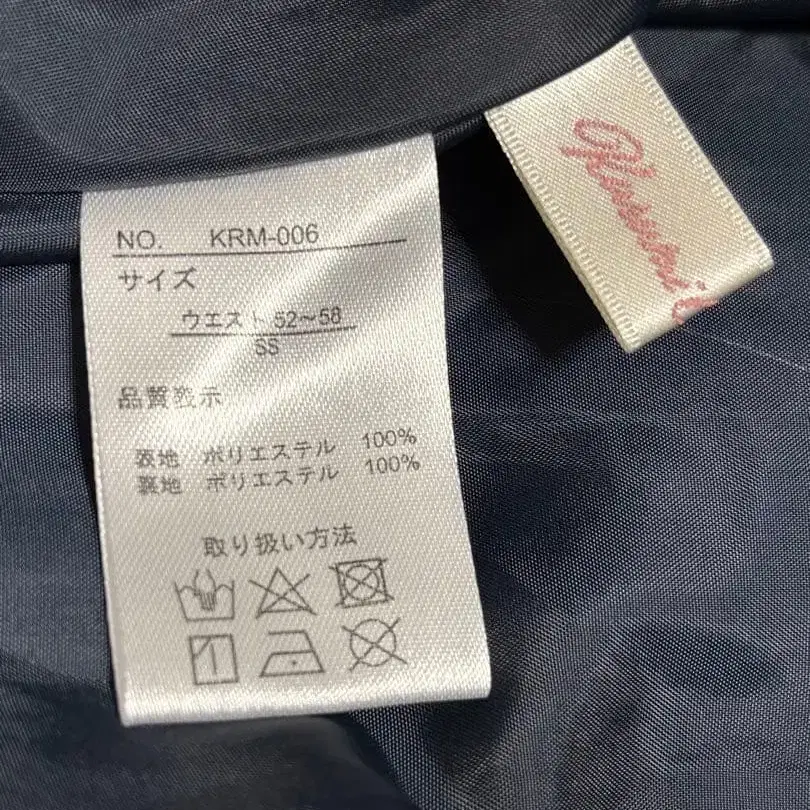 NO. KRM-006
サイズ
ウエスト 52～58
SS
品質表示
表地 ポリエステル 100%
裏地 ポリエステル 100%
取り扱い方法